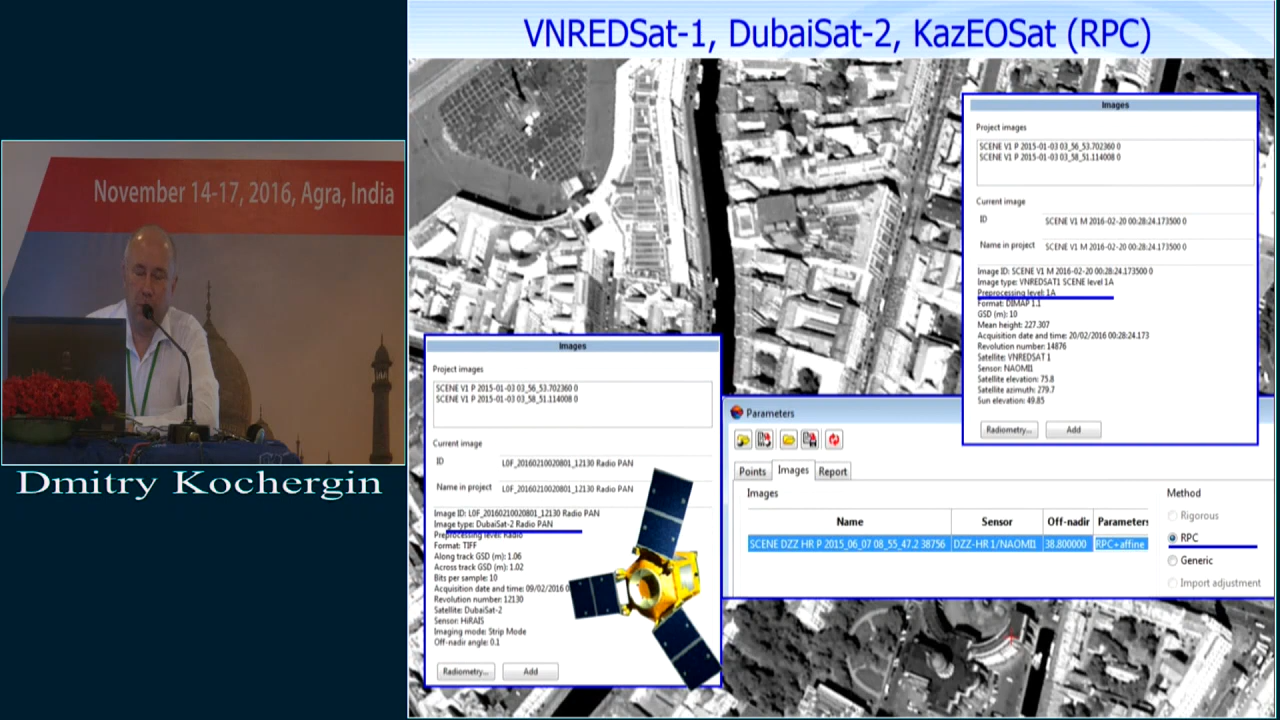 VNREDSat-1, DubaiSat-2, KazEOSat (RPC)
November 14-17, 2016, Agra, India
Dmitry Kochergin
Images
Project images
SCENE V1 P 2015-01-03 03_56_53.702360 0
SCENE V1 P 2015-01-03 03_58_51.114008 0
Current image
ID
SCENE V1 M 2016-02-20 00:28:24.173500 0
Name in project
SCENE V1 M 2016-02-20 00:28:24.173500 0
Image ID: SCENE V1 M 2016-02-20 00:28:24.173500 0
Image type: VNREDSAT1 SCENE level 1A
Preprocessing level: 1A
Format: DIMAP 1.1
GSD (m): 10
Mean height: 227.307
Acquisition date and time: 20/02/2016 00:28:24.173
Revolution number: 14876
Satellite: VNREDSAT 1
Sensor: NAOMI1
Satellite elevation: 75.8
Satellite azimuth: 279.7
Sun elevation: 49.85
Radiometry... Add
Images
Project images
SCENE V1 P 2015-01-03 03_56_53.702360 0
SCENE V1 P 2015-01-03 03_58_51.114008 0
Current image
ID
L0F_20160210020801_12130 Radio PAN
Name in project
L0F_20160210020801_12130 Radio PAN
Image ID: L0F_20160210020801_12130 Radio PAN
Image type: DubaiSat-2 Radio PAN
Preprocessing level: Radio
Format: TIFF
Along track GSD (m): 1.06
Across track GSD (m): 1.02
Bits per sample: 10
Acquisition date and time: 09/02/2016 0
Revolution number: 12130
Satellite: DubaiSat-2
Sensor: HiRAIS
Imaging mode: Strip Mode
Off-nadir angle: 0.1
Radiometry... Add
Parameters
Points Images Report
Images
Name Sensor Off-nadir Parameters
SCENE DZZ HR P 2015_06_07 08_55_47.2 38756 DZZ-HR 1/NAOMI1 38.800000 RPC+affine
Method
Rigorous
RPC
Generic
Import adjustment